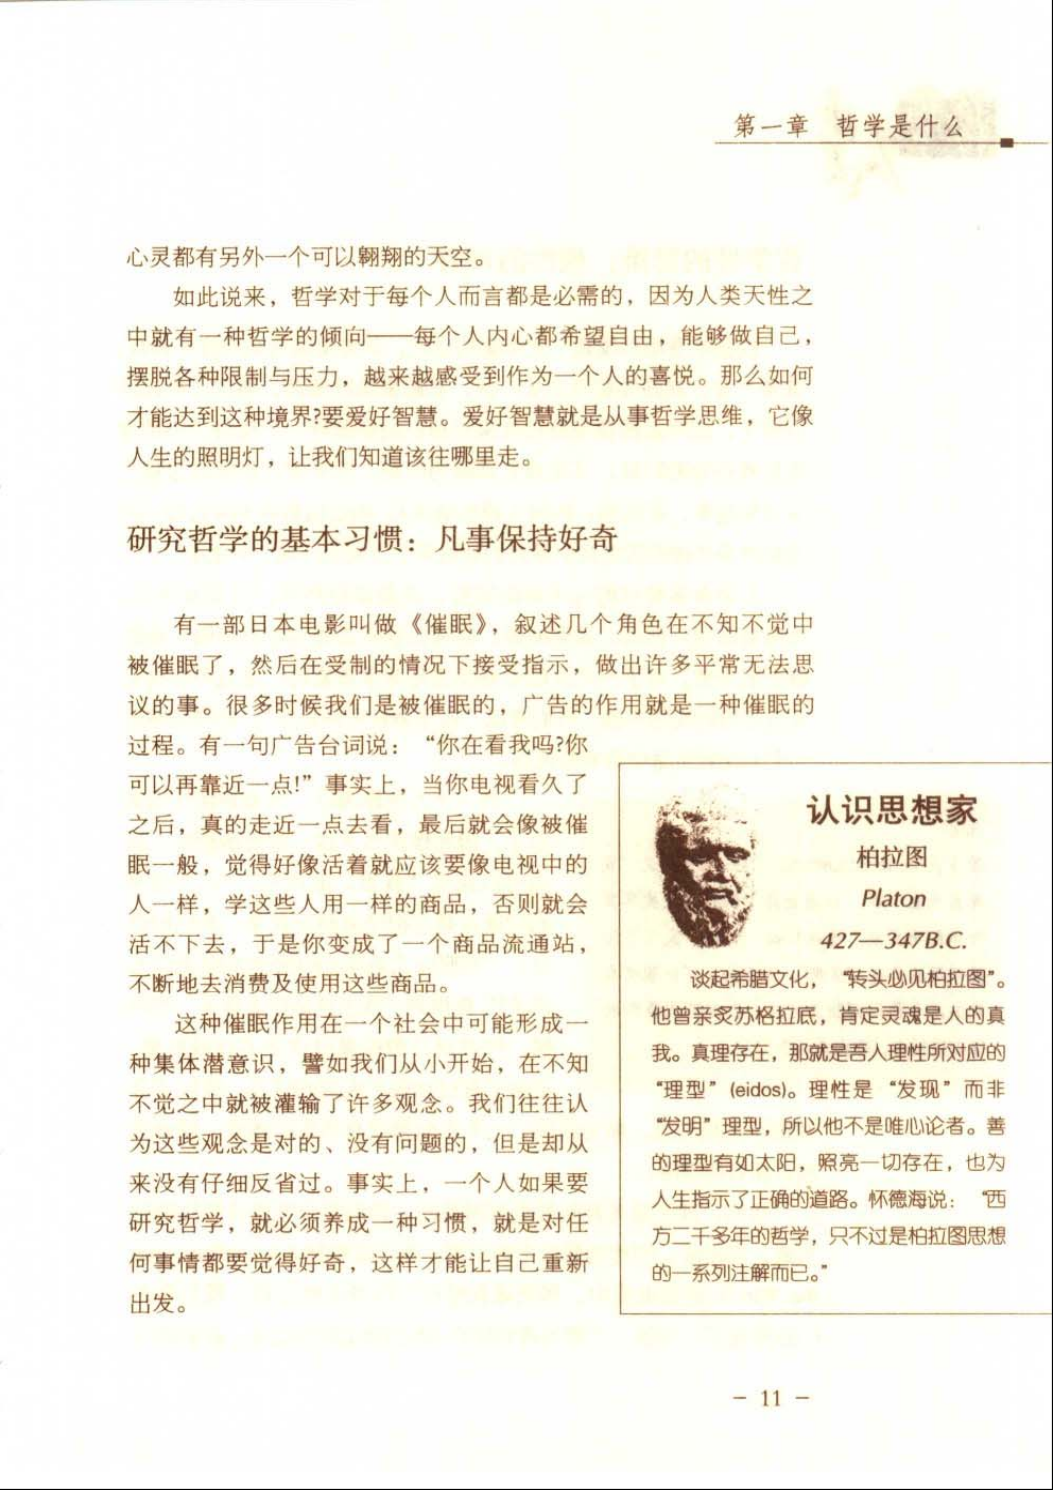 第一章　哲学是什么
心灵都有另外一个可以翱翔的天空。
如此说来，哲学对于每个人而言都是必需的，因为人类天性之
中就有一种哲学的倾向——每个人内心都希望自由，能够做自己，
摆脱各种限制与压力，越来越感受到作为一个人的喜悦。那么如何
才能达到这种境界?要爱好智慧。爱好智慧就是从事哲学思维，它像
人生的照明灯，让我们知道该往哪里走。
研究哲学的基本习惯：凡事保持好奇
有一部日本电影叫做《催眠》，叙述几个角色在不知不觉中
被催眠了，然后在受制的情况下接受指示，做出许多平常无法思
议的事。很多时候我们是被催眠的，广告的作用就是一种催眠的
过程。有一句广告台词说：“你在看我吗?你
可以再靠近一点!”事实上，当你电视看久了
之后，真的走近一点去看，最后就会像被催
眠一般，觉得好像活着就应该要像电视中的
人一样，学这些人用一样的商品，否则就会
活不下去，于是你变成了一个商品流通站，
不断地去消费及使用这些商品。
这种催眠作用在一个社会中可能形成一
种集体潜意识，譬如我们从小开始，在不知
不觉之中就被灌输了许多观念。我们往往认
为这些观念是对的、没有问题的，但是却从
来没有仔细反省过。事实上，一个人如果要
研究哲学，就必须养成一种习惯，就是对任
何事情都要觉得好奇，这样才能让自己重新
出发。
认识思想家
柏拉图
Platon
427—347B.C.
谈起希腊文化，“转头必见柏拉图”。
他曾亲炙苏格拉底，肯定灵魂是人的真
我。真理存在，那就是吾人理性所对应的
“理型”(eidos)。理性是“发现”而非
“发明”理型，所以他不是唯心论者。善
的理型有如太阳，照亮一切存在，也为
人生指示了正确的道路。怀德海说：“西
方二千多年的哲学，只不过是柏拉图思想
的一系列注解而已。”
－ 11 －